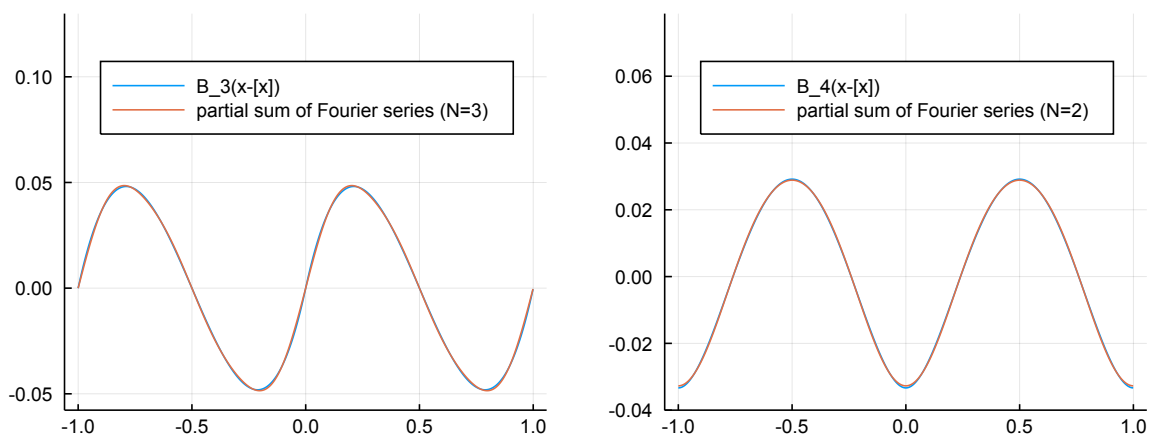 0.10
0.05
0.00
-0.05
-1.0 -0.5 0.0 0.5 1.0
B_3(x-[x])
partial sum of Fourier series (N=3)
0.06
0.04
0.02
0.00
-0.02
-0.04
-1.0 -0.5 0.0 0.5 1.0
B_4(x-[x])
partial sum of Fourier series (N=2)